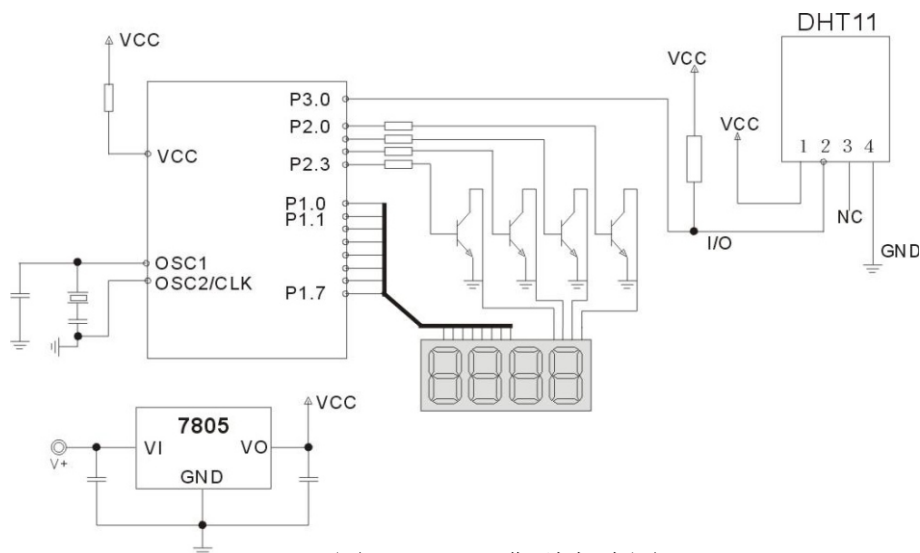 DHT11
VCC
VCC
P3.0
P2.0
VCC
VCC
P2.3
1 2 3 4
P1.0
P1.1
NC
I/O
GND
OSC1
OSC2/CLK
P1.7
VCC
7805
VI
VO
V+
GND